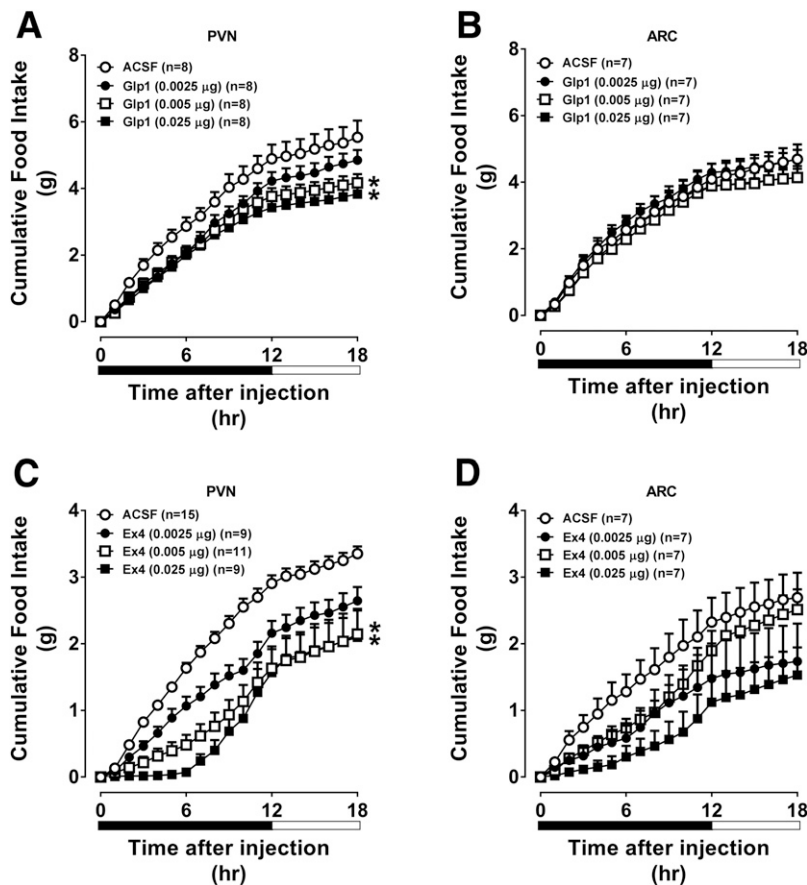 A
PVN
8
6
4
2
0
Cumulative Food Intake
(g)
ACSF (n=8)
Glp1 (0.0025 µg) (n=8)
Glp1 (0.005 µg) (n=8)
Glp1 (0.025 µg) (n=8)
*
*
0 6 12 18
Time after injection
(hr)
B
ARC
8
6
4
2
0
Cumulative Food Intake
(g)
ACSF (n=7)
Glp1 (0.0025 µg) (n=7)
Glp1 (0.005 µg) (n=7)
Glp1 (0.025 µg) (n=7)
0 6 12 18
Time after injection
(hr)
C
PVN
4
3
2
1
0
Cumulative Food Intake
(g)
ACSF (n=15)
Ex4 (0.0025 µg) (n=9)
Ex4 (0.005 µg) (n=11)
Ex4 (0.025 µg) (n=9)
*
*
0 6 12 18
Time after injection
(hr)
D
ARC
4
3
2
1
0
Cumulative Food Intake
(g)
ACSF (n=7)
Ex4 (0.0025 µg) (n=7)
Ex4 (0.005 µg) (n=7)
Ex4 (0.025 µg) (n=7)
0 6 12 18
Time after injection
(hr)